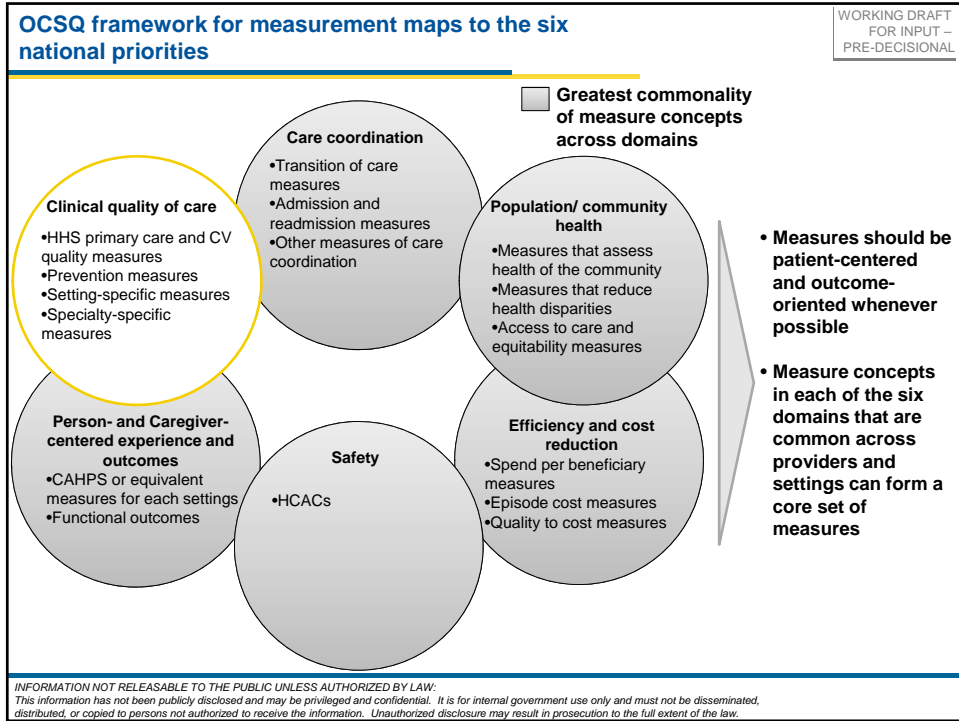 OCSQ framework for measurement maps to the six
national priorities
WORKING DRAFT
FOR INPUT –
PRE-DECISIONAL
Greatest commonality
of measure concepts
across domains
Care coordination
•Transition of care
measures
•Admission and
readmission measures
•Other measures of care
coordination
Clinical quality of care
•HHS primary care and CV
quality measures
•Prevention measures
•Setting-specific measures
•Specialty-specific
measures
Population/ community
health
•Measures that assess
health of the community
•Measures that reduce
health disparities
•Access to care and
equitability measures
Person- and Caregiver-
centered experience and
outcomes
•CAHPS or equivalent
measures for each settings
•Functional outcomes
Safety
•HCACs
Efficiency and cost
reduction
•Spend per beneficiary
measures
•Episode cost measures
•Quality to cost measures
• Measures should be
patient-centered
and outcome-
oriented whenever
possible
• Measure concepts
in each of the six
domains that are
common across
providers and
settings can form a
core set of
measures
INFORMATION NOT RELEASABLE TO THE PUBLIC UNLESS AUTHORIZED BY LAW:
This information has not been publicly disclosed and may be privileged and confidential. It is for internal government use only and must not be disseminated,
distributed, or copied to persons not authorized to receive the information. Unauthorized disclosure may result in prosecution to the full extent of the law.